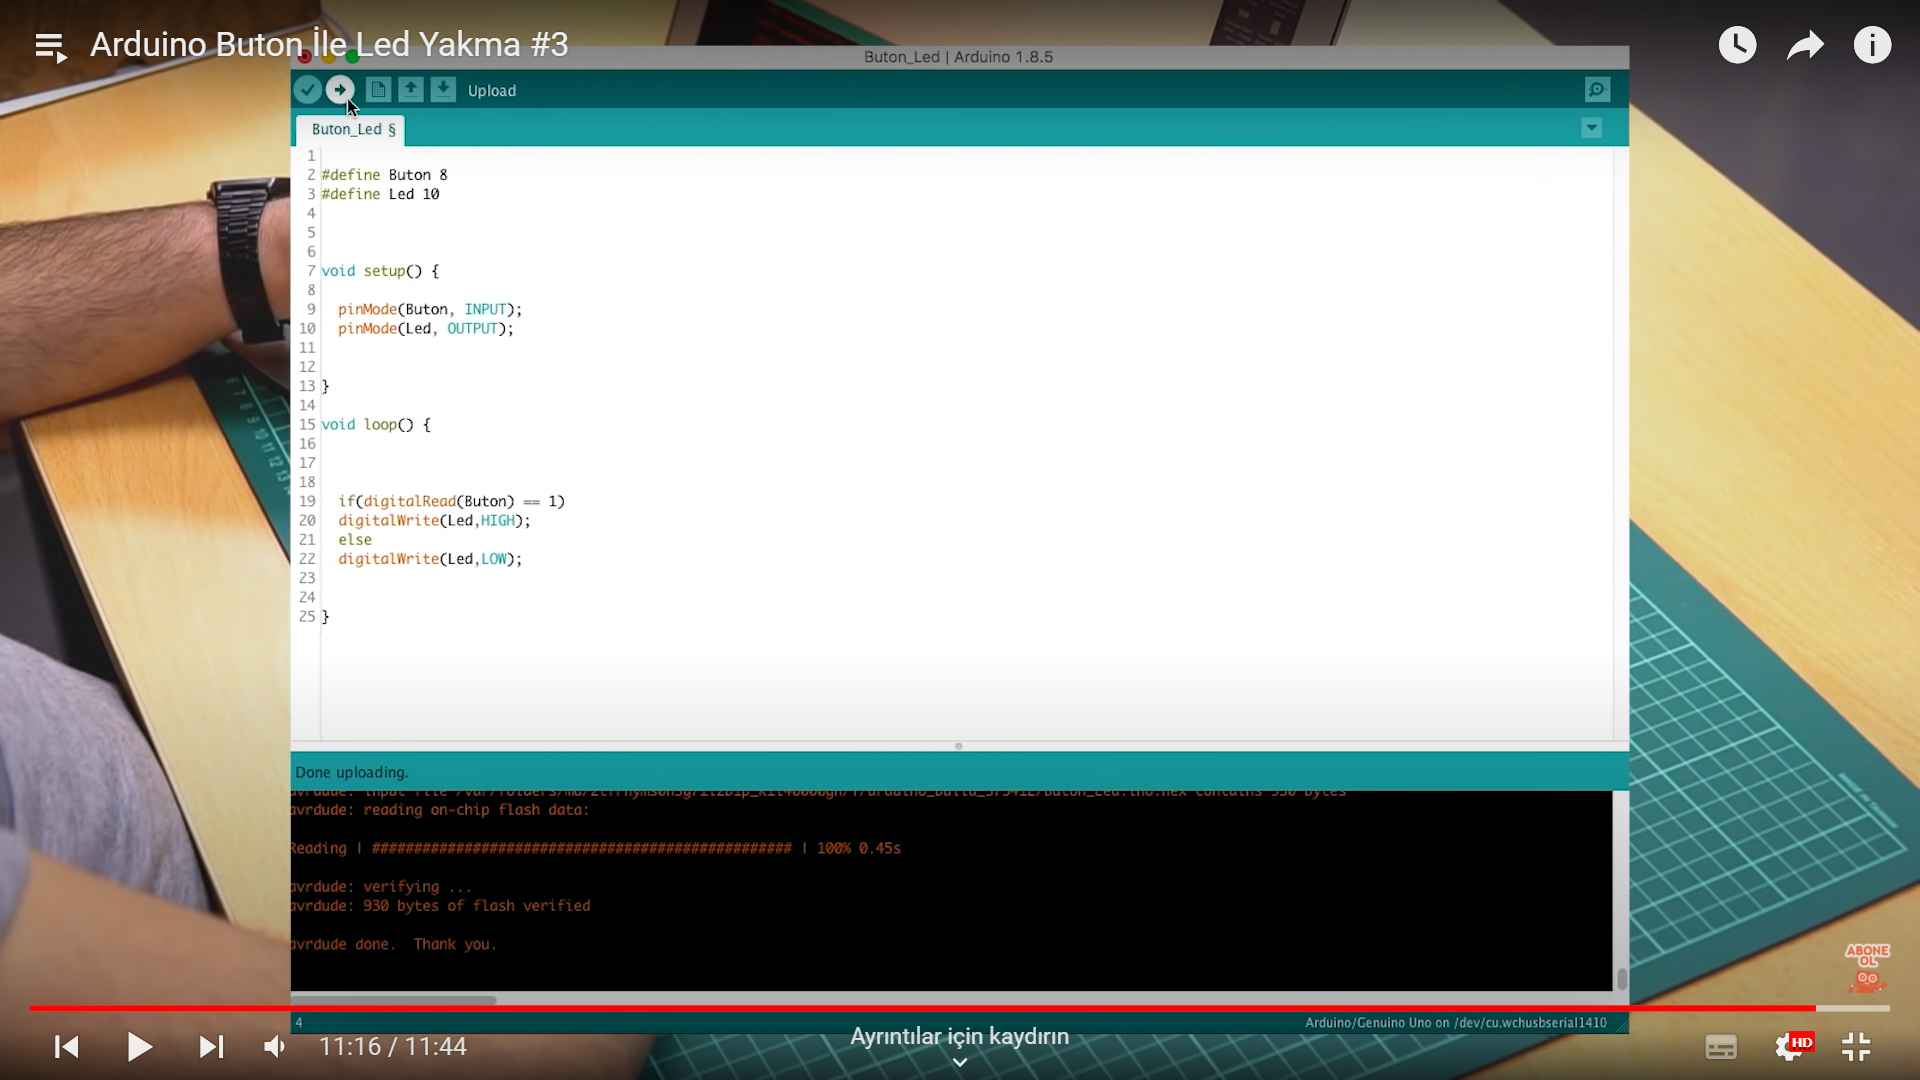 Arduino Buton İle Led Yakma #3
Buton_Led | Arduino 1.8.5
Upload
Buton_Led §
1
2 #define Buton 8
3 #define Led 10
4
5
6
7 void setup() {
8
9 pinMode(Buton, INPUT);
10 pinMode(Led, OUTPUT);
11
12
13 }
14
15 void loop() {
16
17
18
19 if(digitalRead(Buton) == 1)
20 digitalWrite(Led,HIGH);
21 else
22 digitalWrite(Led,LOW);
23
24
25 }
Done uploading.
avrdude: reading on-chip flash data:
Reading | ################################################## | 100% 0.45s
avrdude: verifying ...
avrdude: 930 bytes of flash verified
avrdude done. Thank you.
ABONE
OL
4
Arduino/Genuino Uno on /dev/cu.wchusbserial1410
11:16 / 11:44
Ayrıntılar için kaydırın
HD